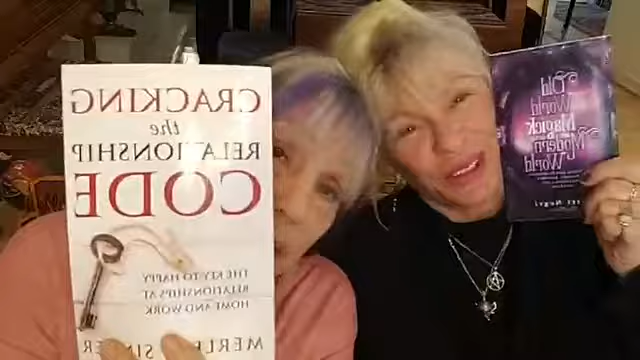 CRACKING
the
RELATIONSHIP
CODE
THE KEY TO HAPPY
RELATIONSHIPS AT
HOME AND WORK
Old
World
Magick
Modern
World